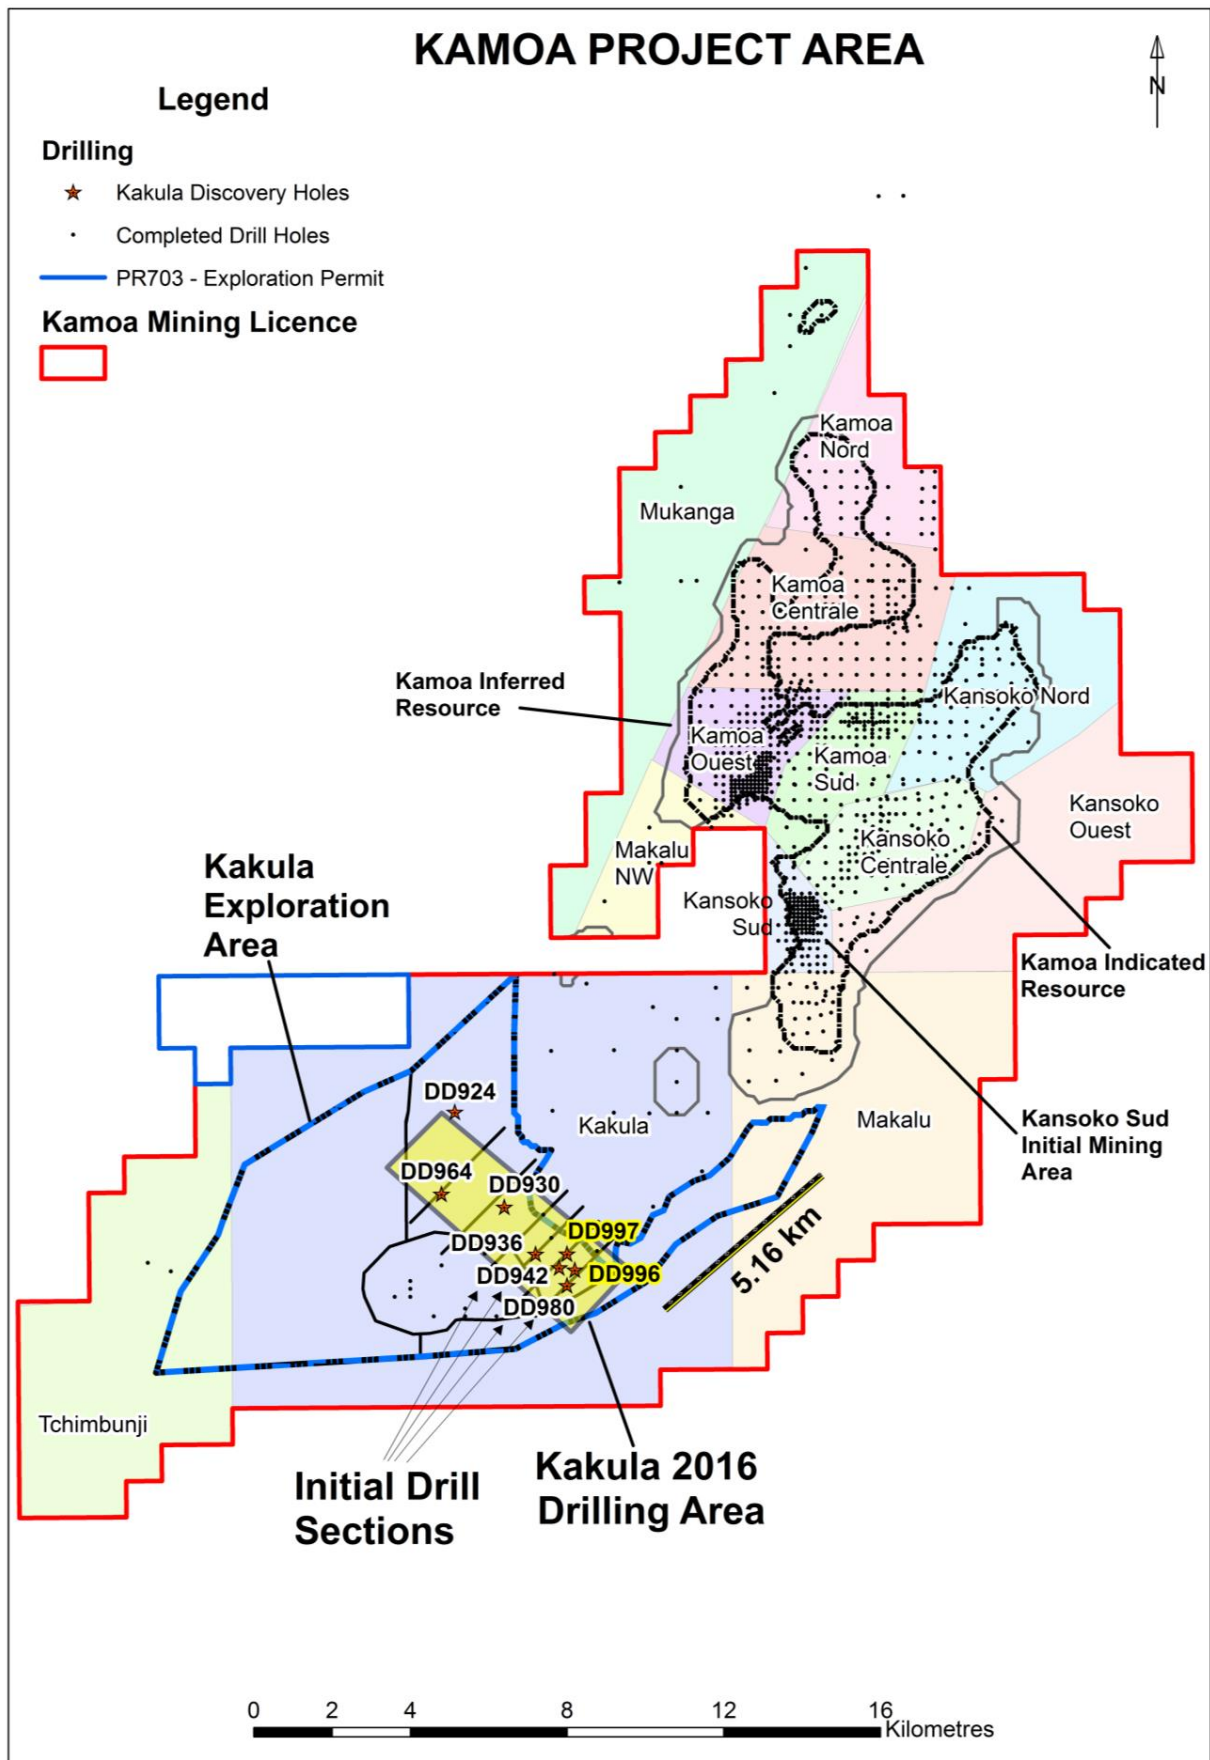 KAMOA PROJECT AREA
N
Legend
Drilling
Kakula Discovery Holes
Completed Drill Holes
PR703 - Exploration Permit
Kamoa Mining Licence
Kamoa
Nord
Mukanga
Kamoa
Centrale
Kamoa Inferred
Resource
Kansoko Nord
Kamoa
Ouest
Kamoa
Sud
Kansoko
Ouest
Makalu
NW
Kansoko
Centrale
Kansoko
Sud
Kakula
Exploration
Area
Kamoa Indicated
Resource
DD924
Kakula
Makalu
Kansoko Sud
Initial Mining
Area
DD964
DD930
DD936
DD997
DD942
DD996
DD980
5.16 km
Tchimbunji
Initial Drill
Sections
Kakula 2016
Drilling Area
0 2 4 8 12 16
Kilometres